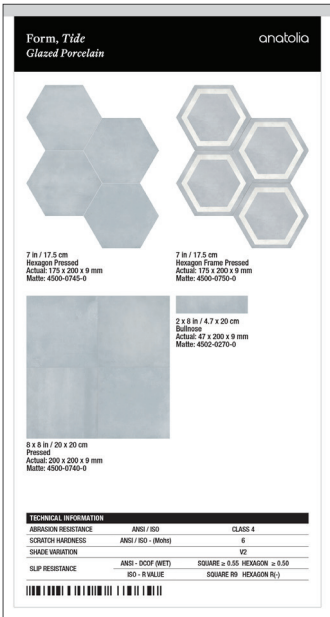 Form, Tide
anatolia
Glazed Porcelain
7 in / 17.5 cm
Hexagon Pressed
Actual: 175 x 200 x 9 mm
Matte: 4500-0745-0
7 in / 17.5 cm
Hexagon Frame Pressed
Actual: 175 x 200 x 9 mm
Matte: 4500-0750-0
2 x 8 in / 4.7 x 20 cm
Bullnose
Actual: 47 x 200 x 9 mm
Matte: 4502-0270-0
8 x 8 in / 20 x 20 cm
Pressed
Actual: 200 x 200 x 9 mm
Matte: 4500-0740-0
TECHNICAL INFORMATION
ABRASION RESISTANCE ANSI / ISO CLASS 4
SCRATCH HARDNESS ANSI / ISO - (Mohs) 6
SHADE VARIATION V2
SLIP RESISTANCE ANSI - DCOF (WET) SQUARE ≥ 0.55 HEXAGON ≥ 0.50
ISO - R VALUE SQUARE R9 HEXAGON R(-)